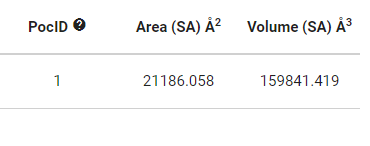 PocID ? Area (SA) Å² Volume (SA) Å³
1 21186.058 159841.419